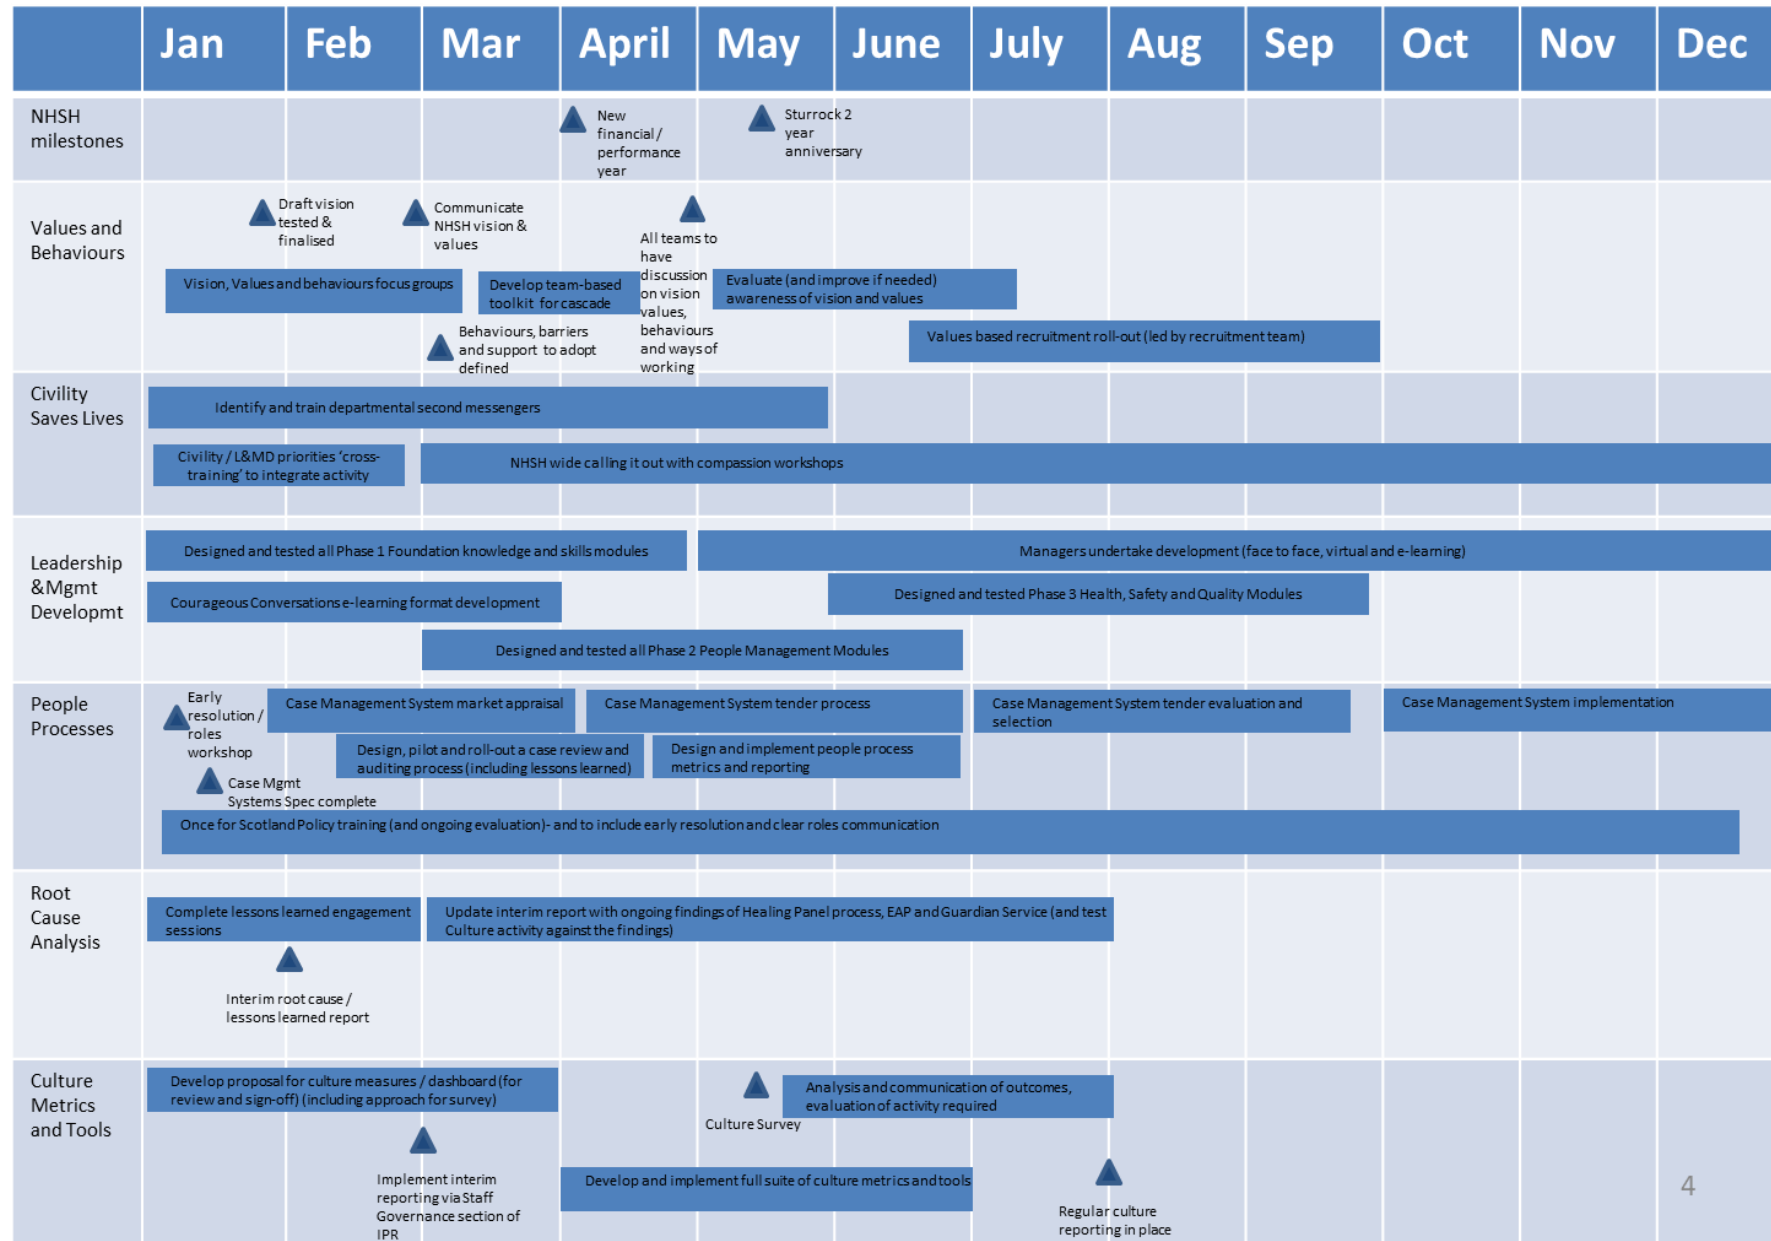 Jan Feb Mar April May June July Aug Sep Oct Nov Dec
NHSH
milestones
New
financial/
performance
year
Sturrock 2
year
anniversary
Values and
Behaviours
Draft vision
tested &
finalised
Communicate
NHSH vision &
values
All teams to
have
discussion
on vision
values,
behaviours
and ways of
working
Vision, Values and behaviours focus groups
Develop team-based
toolkit for cascade
Evaluate (and improve if needed)
awareness of vision and values
Behaviours, barriers
and support to adopt
defined
Values based recruitment roll-out (led by recruitment team)
Civility
Saves Lives
Identify and train departmental second messengers
Civility / L&MD priorities ‘cross-
training’ to integrate activity
NHSH wide calling it out with compassion workshops
Leadership
&Mgmt
Developmt
Designed and tested all Phase 1 Foundation knowledge and skills modules
Managers undertake development (face to face, virtual and e-learning)
Courageous Conversations e-learning format development
Designed and tested Phase 3 Health, Safety and Quality Modules
Designed and tested all Phase 2 People Management Modules
People
Processes
Early
resolution /
roles
workshop
Case Management System market appraisal
Case Management System tender process
Case Management System tender evaluation and
selection
Case Management System implementation
Design, pilot and roll-out a case review and
auditing process (including lessons learned)
Design and implement people process
metrics and reporting
Case Mgmt
Systems Spec complete
Once for Scotland Policy training (and ongoing evaluation)- and to include early resolution and clear roles communication
Root
Cause
Analysis
Complete lessons learned engagement
sessions
Update interim report with ongoing findings of Healing Panel process, EAP and Guardian Service (and test
Culture activity against the findings)
Interim root cause /
lessons learned report
Culture
Metrics
and Tools
Develop proposal for culture measures / dashboard (for
review and sign-off) (including approach for survey)
Culture Survey
Analysis and communication of outcomes,
evaluation of activity required
Implement interim
reporting via Staff
Governance section of
IPR
Develop and implement full suite of culture metrics and tools
Regular culture
reporting in place
4